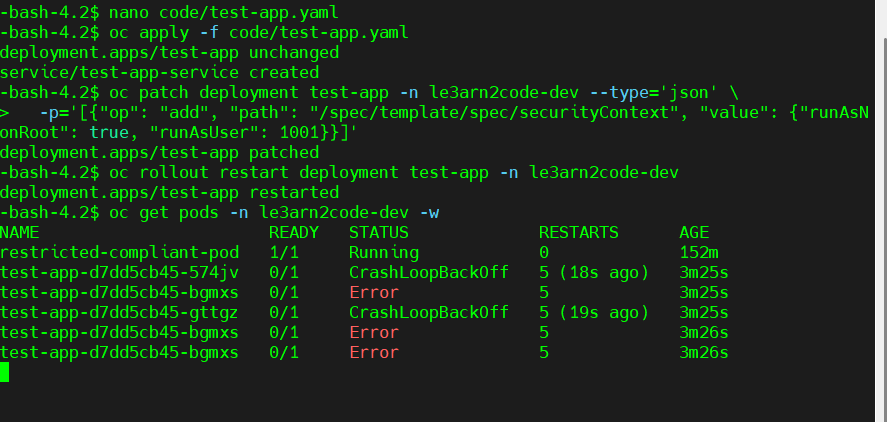 -bash-4.2$ nano code/test-app.yaml
-bash-4.2$ oc apply -f code/test-app.yaml
deployment.apps/test-app unchanged
service/test-app-service created
-bash-4.2$ oc patch deployment test-app -n le3arn2code-dev --type='json' \
>   -p='[{"op": "add", "path": "/spec/template/spec/securityContext", "value": {"runAsN
onRoot": true, "runAsUser": 1001}}]'
deployment.apps/test-app patched
-bash-4.2$ oc rollout restart deployment test-app -n le3arn2code-dev
deployment.apps/test-app restarted
-bash-4.2$ oc get pods -n le3arn2code-dev -w
NAME                       READY   STATUS             RESTARTS      AGE
restricted-compliant-pod   1/1     Running            0             152m
test-app-d7dd5cb45-574jv   0/1     CrashLoopBackOff   5 (18s ago)   3m25s
test-app-d7dd5cb45-bgmxs   0/1     Error              5             3m25s
test-app-d7dd5cb45-gttgz   0/1     CrashLoopBackOff   5 (19s ago)   3m25s
test-app-d7dd5cb45-bgmxs   0/1     Error              5             3m26s
test-app-d7dd5cb45-bgmxs   0/1     Error              5             3m26s